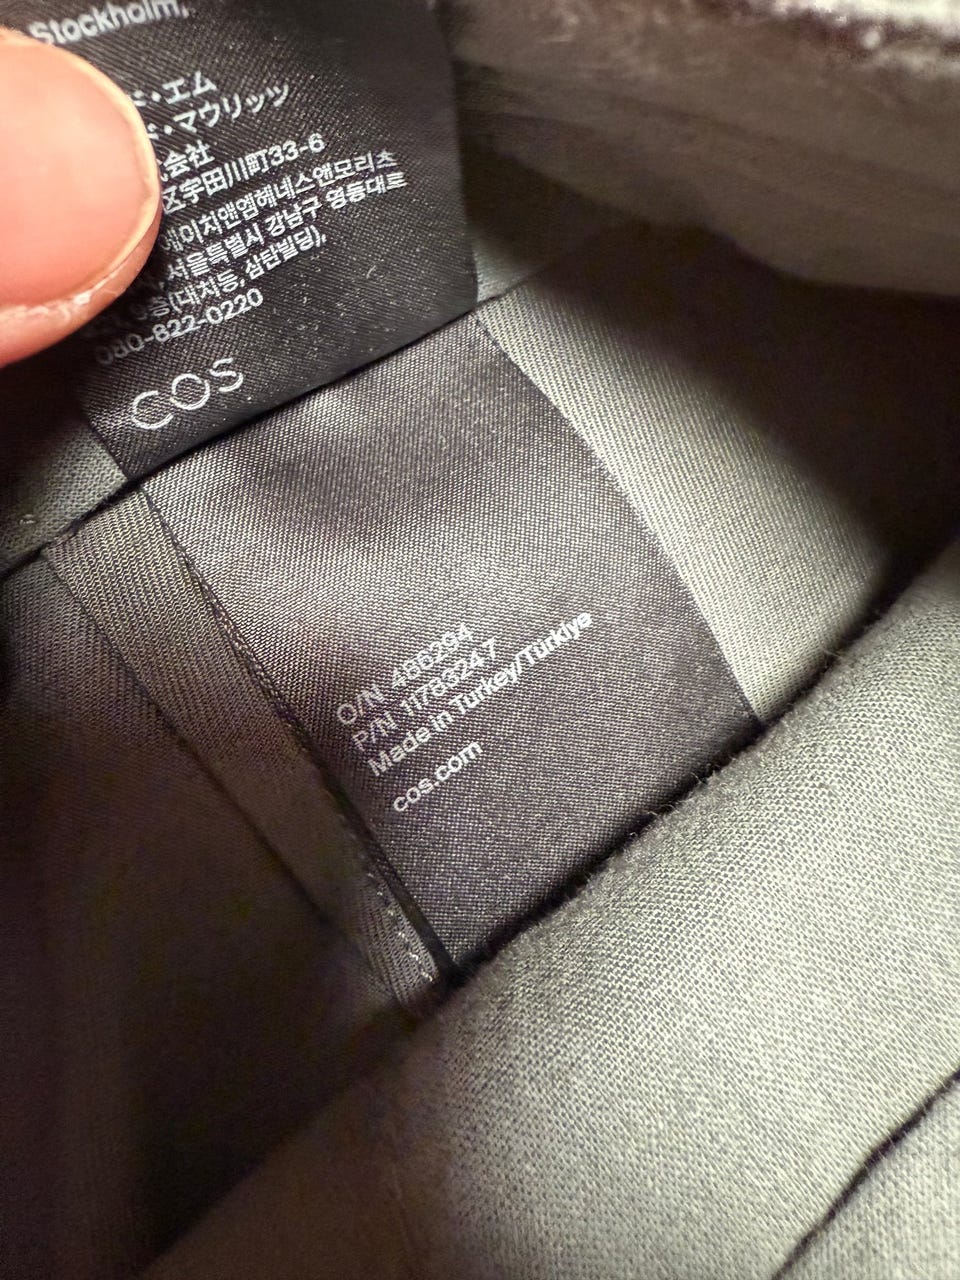 Stockholm,
・エム
・マウリッツ
会社
区宇田川町33-6
에이치앤엠헤네스앤모리츠
서울특별시 강남구 영동대로
층(대치동, 삼탄빌딩),
080-822-0220
COS
O/N 466294
P/N 11783247
Made in Turkey/Türkiye
cos.com